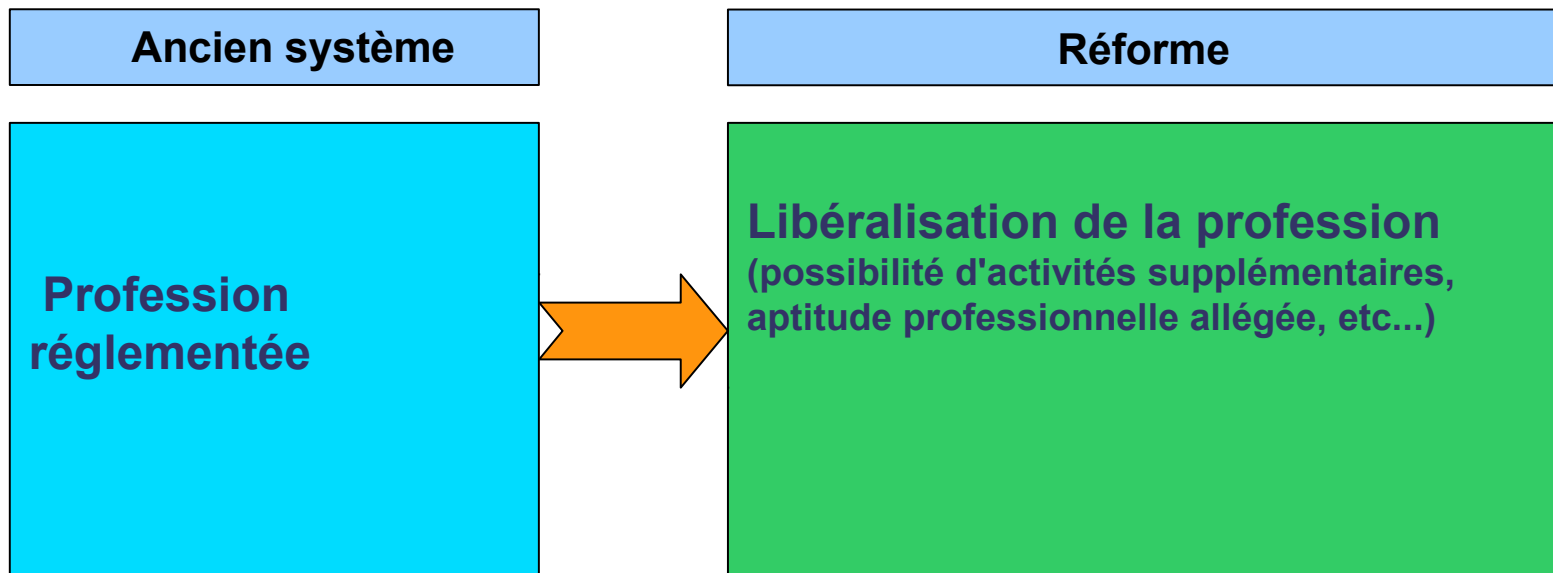 Ancien système
Réforme
Profession
réglementée
Libéralisation de la profession
(possibilité d'activités supplémentaires,
aptitude professionnelle allégée, etc...)